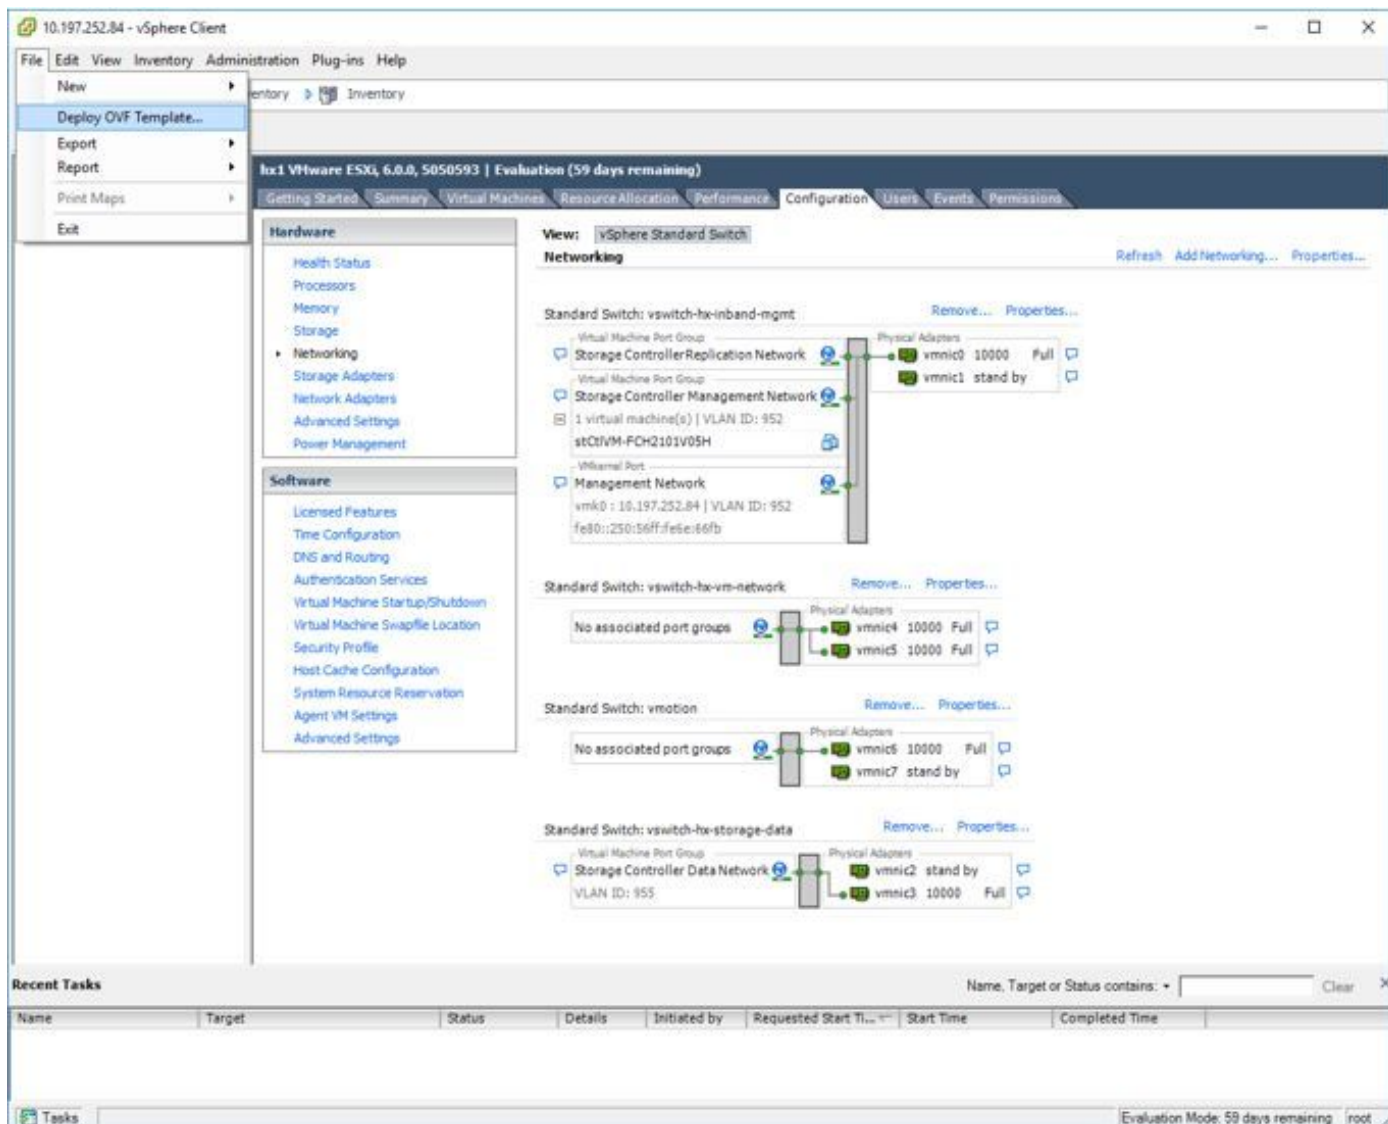 10.197.252.84 - vSphere Client
File Edit View Inventory Administration Plug-ins Help
New
Deploy OVF Template...
Export
Report
Print Maps
Exit
entory Inventory
hx1 VMware ESXi, 6.0.0, 5050593 | Evaluation (59 days remaining)
Getting Started Summary Virtual Machines Resource Allocation Performance Configuration Users Events Permissions
Hardware
Health Status
Processors
Memory
Storage
Networking
Storage Adapters
Network Adapters
Advanced Settings
Power Management
Software
Licensed Features
Time Configuration
DNS and Routing
Authentication Services
Virtual Machine Startup/Shutdown
Virtual Machine Swapfile Location
Security Profile
Host Cache Configuration
System Resource Reservation
Agent VM Settings
Advanced Settings
View: vSphere Standard Switch
Networking
Refresh Add Networking... Properties...
Standard Switch: vswitch-hx-inband-mgmt Remove... Properties...
Virtual Machine Port Group
Storage Controller Replication Network
Physical Adapters
vmnic0 10000 Full
vmnic1 stand by
Virtual Machine Port Group
Storage Controller Management Network
1 virtual machine(s) | VLAN ID: 952
stCtlVM-FCH2101V05H
VMkernel Port
Management Network
vmk0 : 10.197.252.84 | VLAN ID: 952
fe80::250:56ff:fe6e:66fb
Standard Switch: vswitch-hx-vm-network Remove... Properties...
No associated port groups
Physical Adapters
vmnic4 10000 Full
vmnic5 10000 Full
Standard Switch: vmotion Remove... Properties...
No associated port groups
Physical Adapters
vmnic6 10000 Full
vmnic7 stand by
Standard Switch: vswitch-hx-storage-data Remove... Properties...
Virtual Machine Port Group
Storage Controller Data Network
VLAN ID: 955
Physical Adapters
vmnic2 stand by
vmnic3 10000 Full
Recent Tasks
Name, Target or Status contains: Clear
Name Target Status Details Initiated by Requested Start Ti... Start Time Completed Time
Tasks
Evaluation Mode: 59 days remaining root